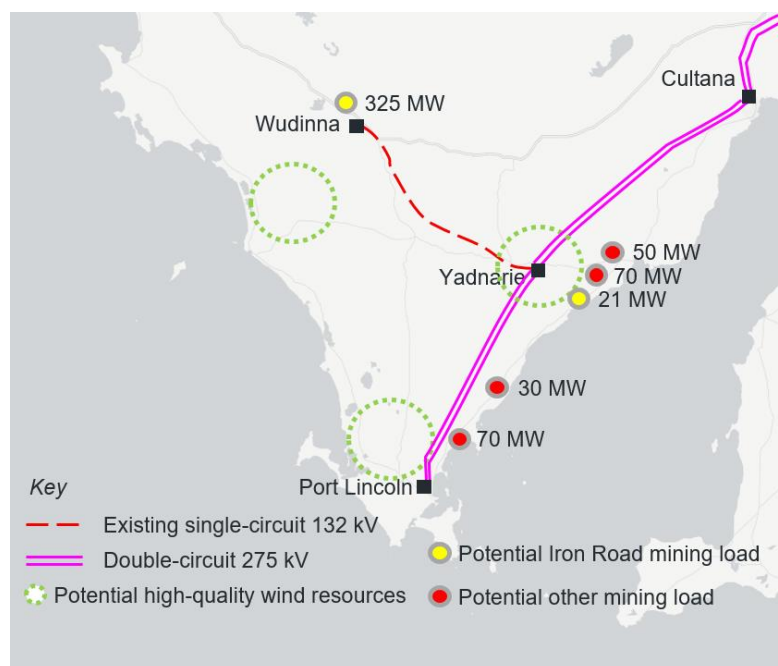 Cultana
325 MW
Wudinna
50 MW
Yadnarie
70 MW
21 MW
30 MW
70 MW
Port Lincoln
Key
Existing single-circuit 132 kV
Double-circuit 275 kV
Potential Iron Road mining load
Potential high-quality wind resources
Potential other mining load